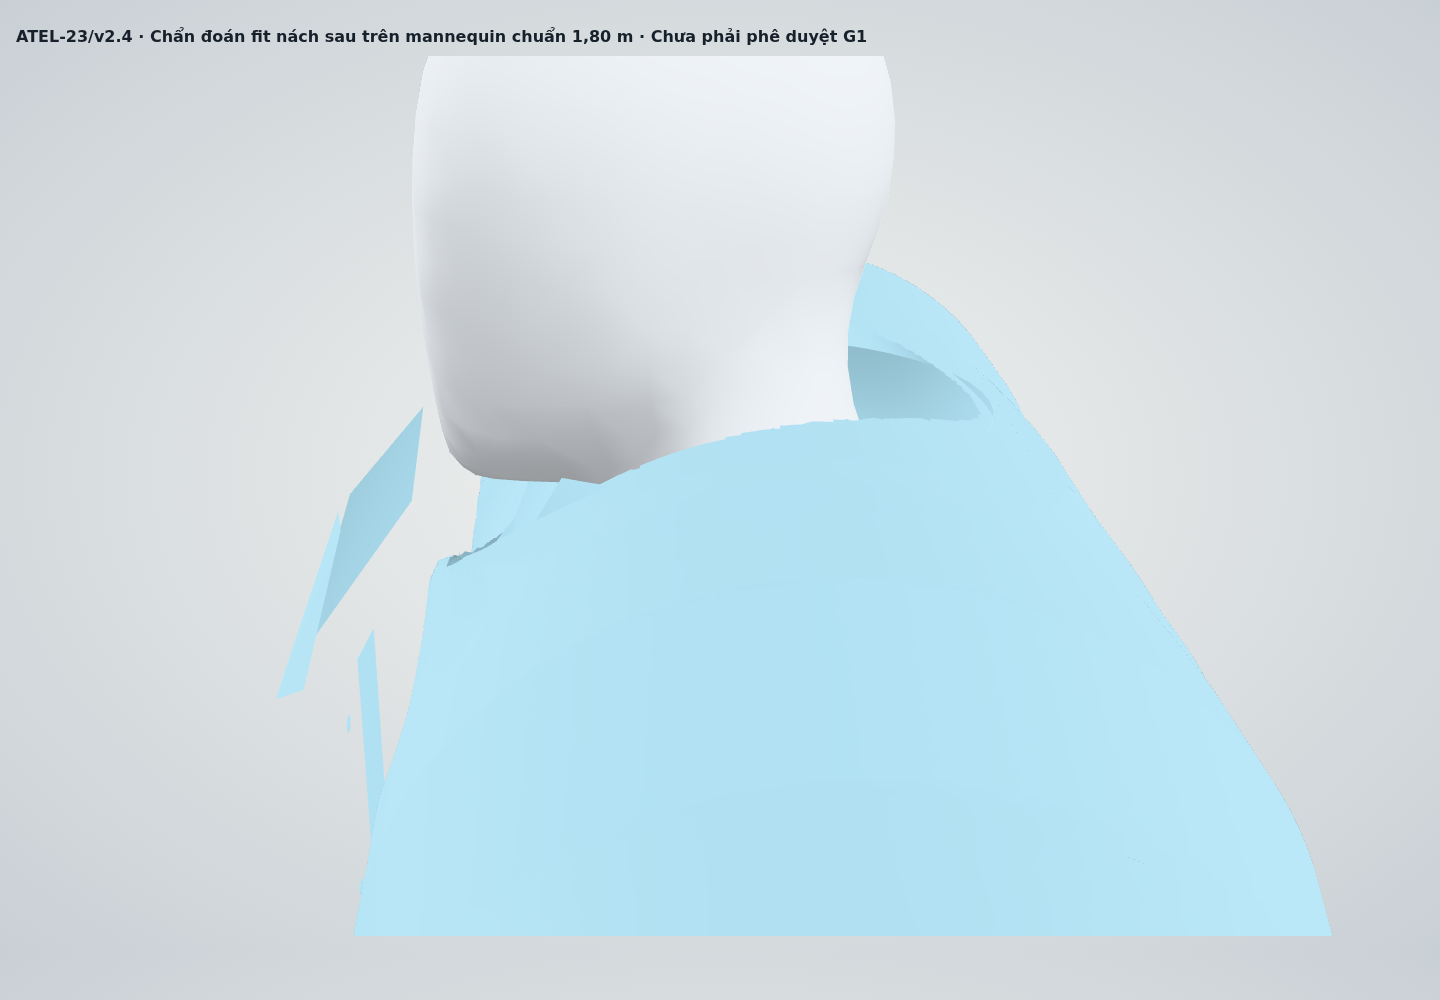 ATEL-23/v2.4 · Chẩn đoán fit nách sau trên mannequin chuẩn 1,80 m · Chưa phải phê duyệt G1